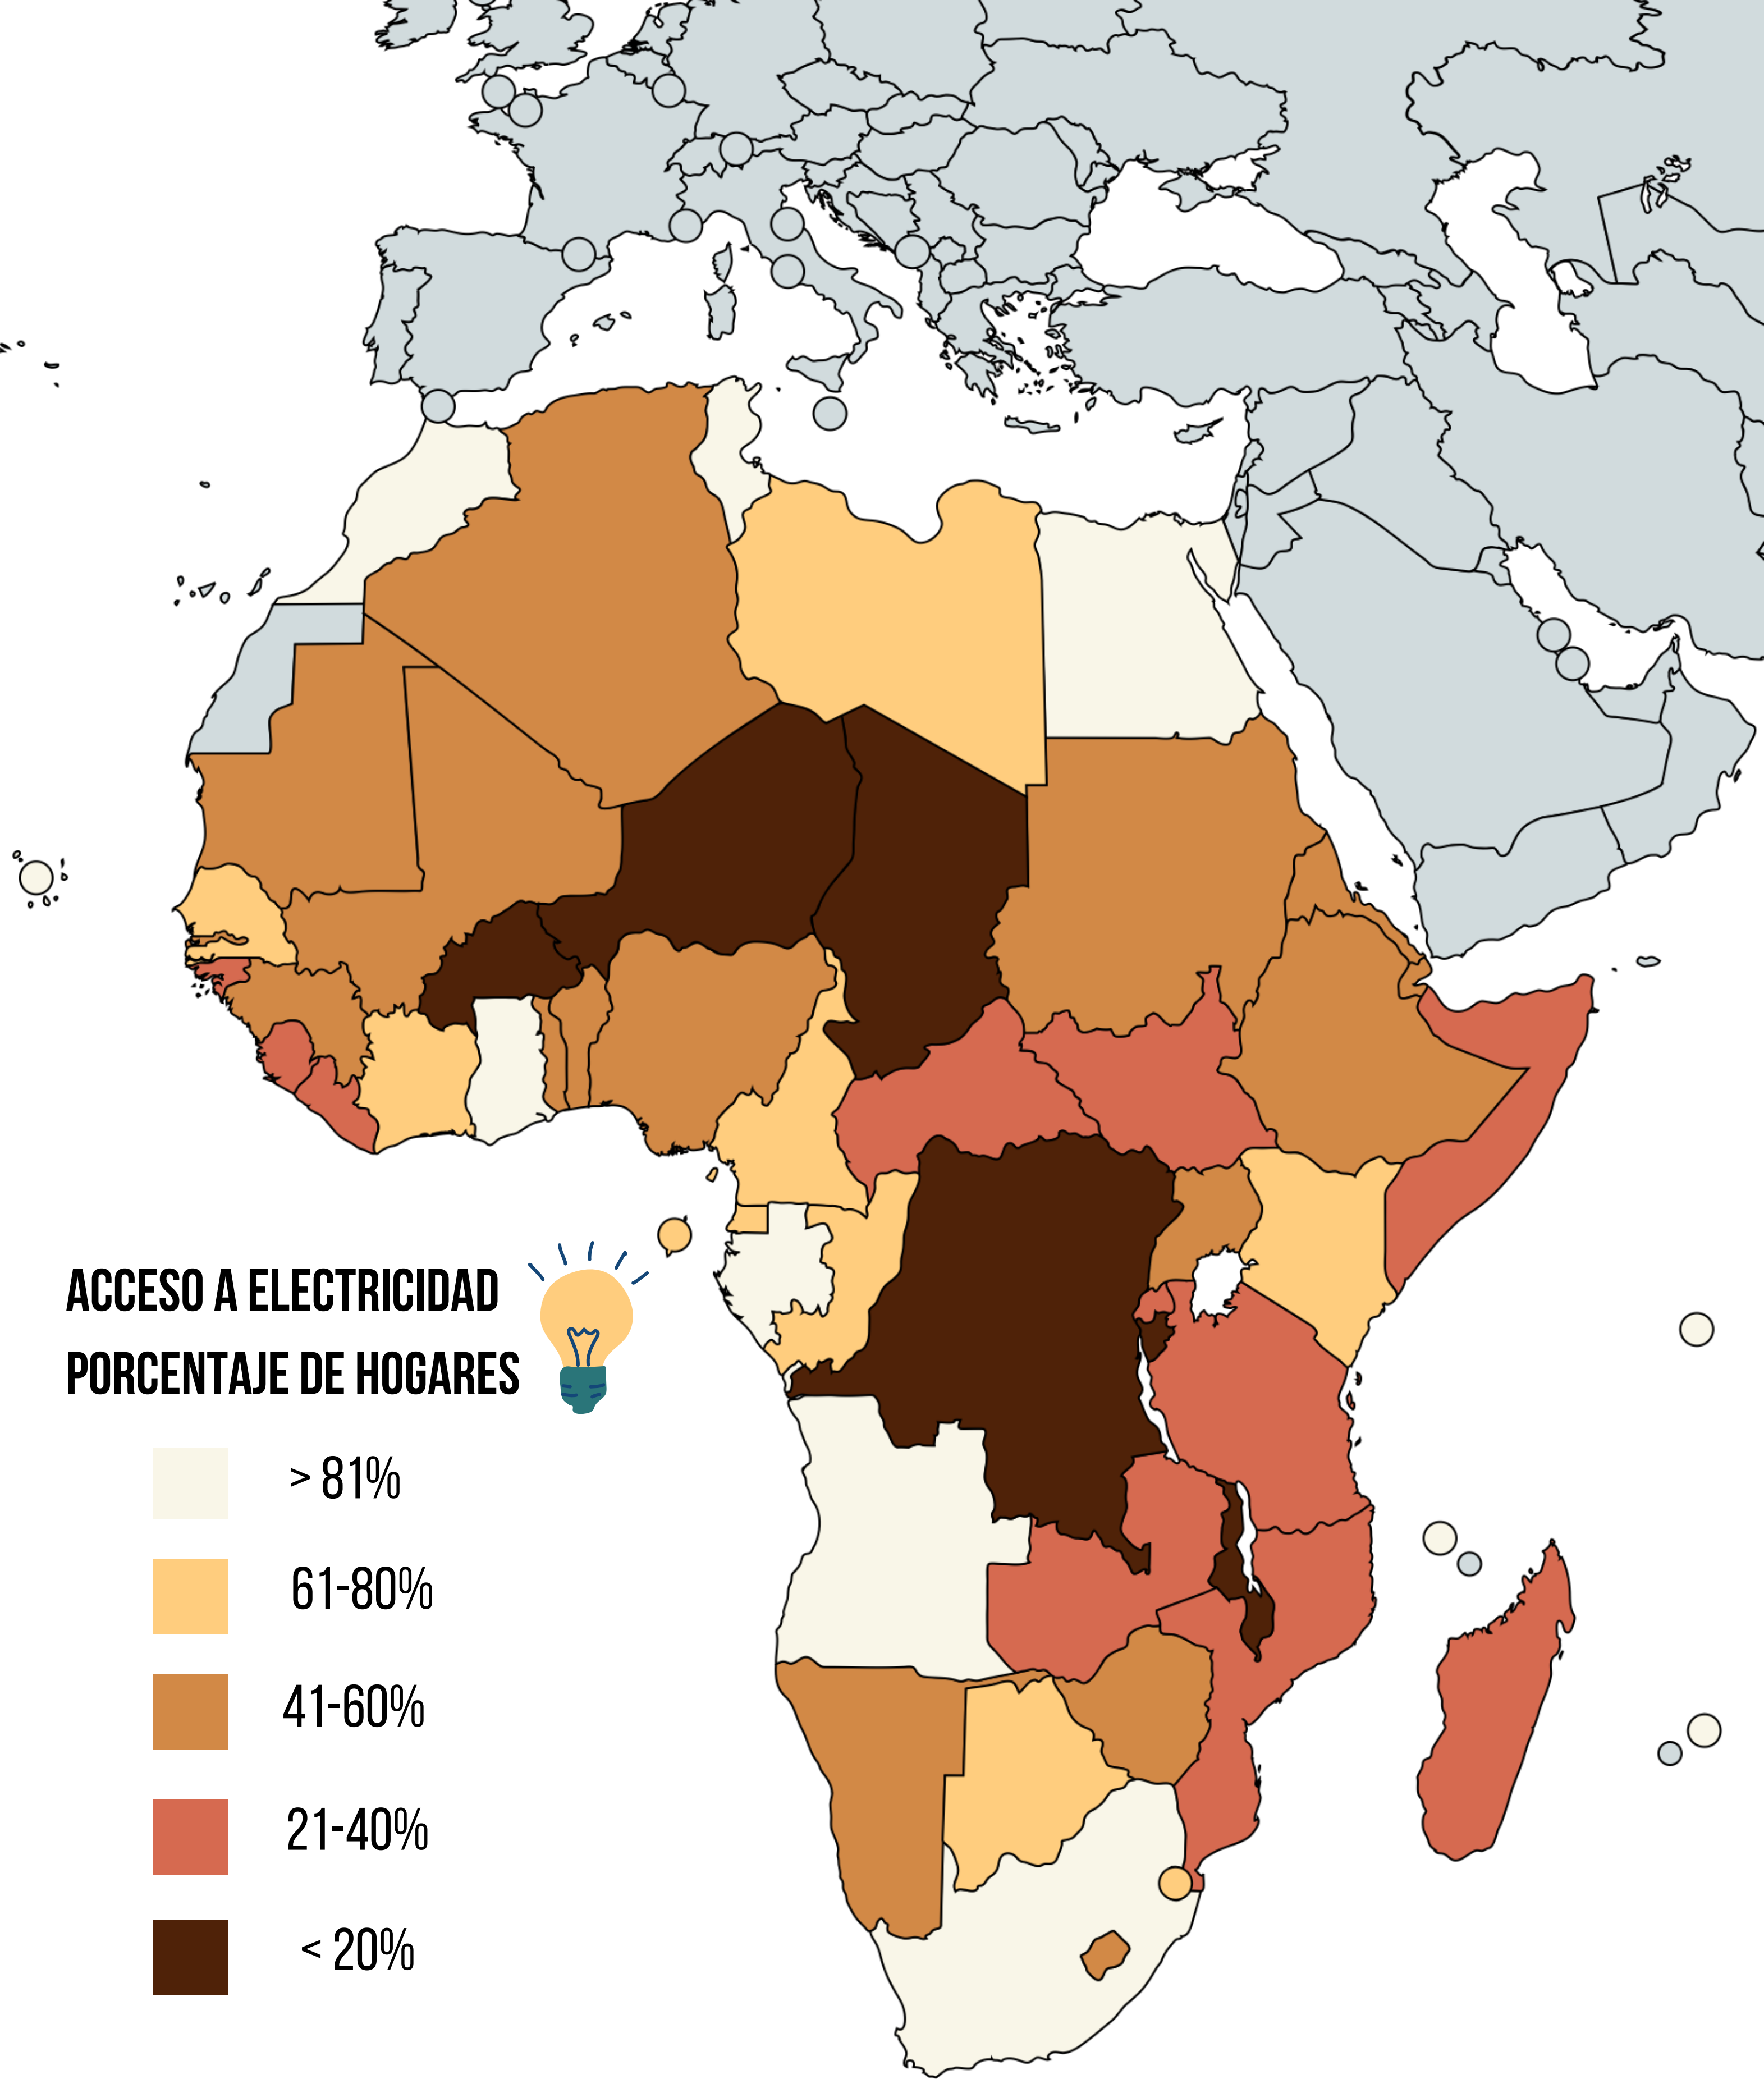 ACCESO A ELECTRICIDAD
PORCENTAJE DE HOGARES
> 81%
61-80%
41-60%
21-40%
< 20%